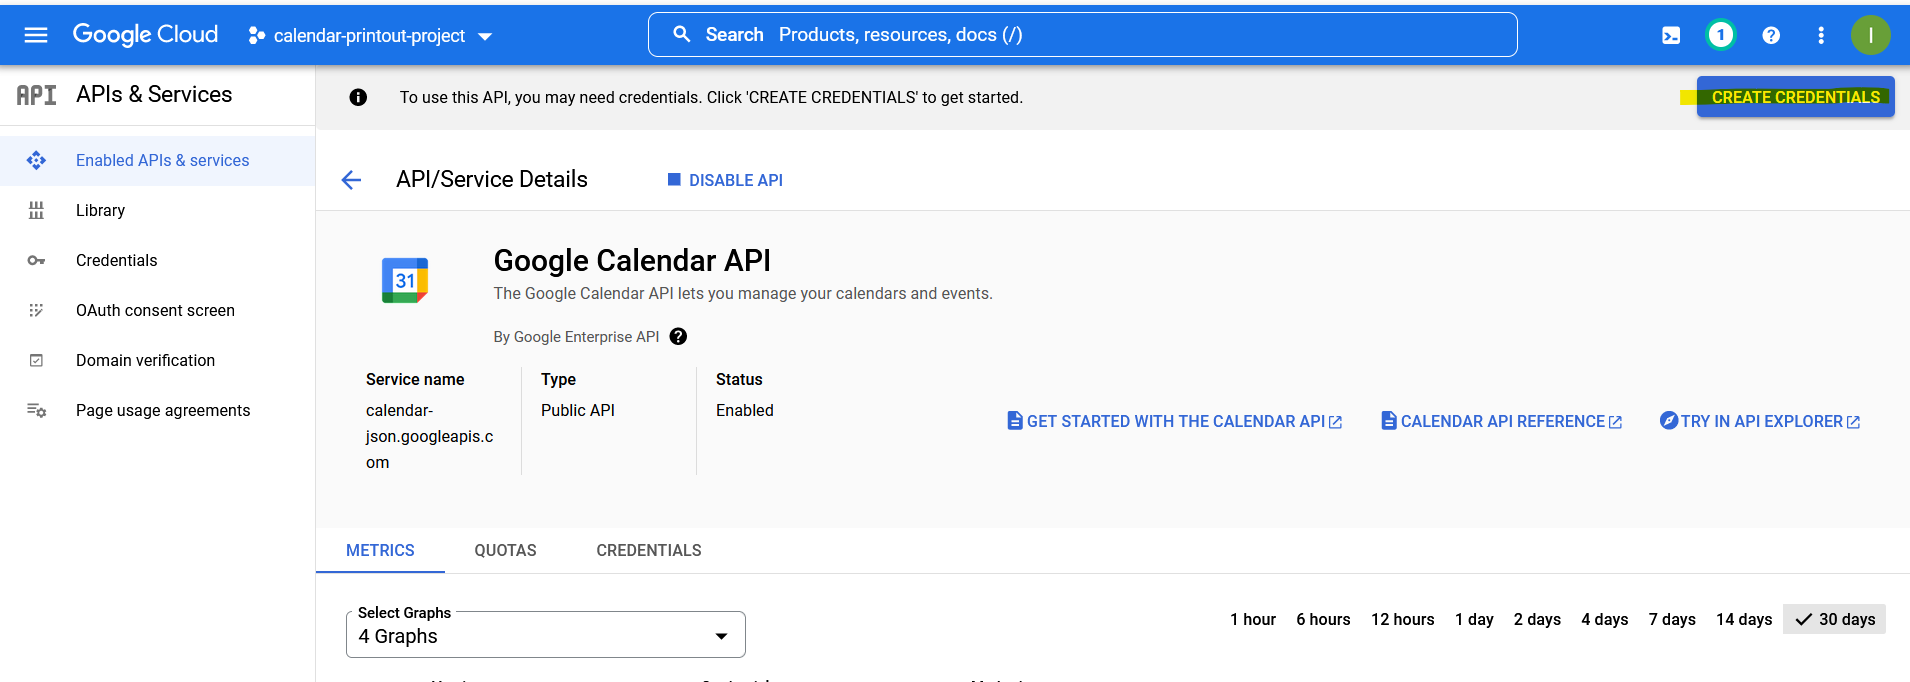 Google Cloud
calendar-printout-project
Search Products, resources, docs (/)
1
?
I
API APIs & Services
To use this API, you may need credentials. Click 'CREATE CREDENTIALS' to get started.
CREATE CREDENTIALS
Enabled APIs & services
Library
Credentials
OAuth consent screen
Domain verification
Page usage agreements
API/Service Details
DISABLE API
31
Google Calendar API
The Google Calendar API lets you manage your calendars and events.
By Google Enterprise API ?
Service name
calendar-
json.googleapis.c
om
Type
Public API
Status
Enabled
GET STARTED WITH THE CALENDAR API
CALENDAR API REFERENCE
TRY IN API EXPLORER
METRICS QUOTAS CREDENTIALS
Select Graphs
4 Graphs
1 hour 6 hours 12 hours 1 day 2 days 4 days 7 days 14 days 30 days